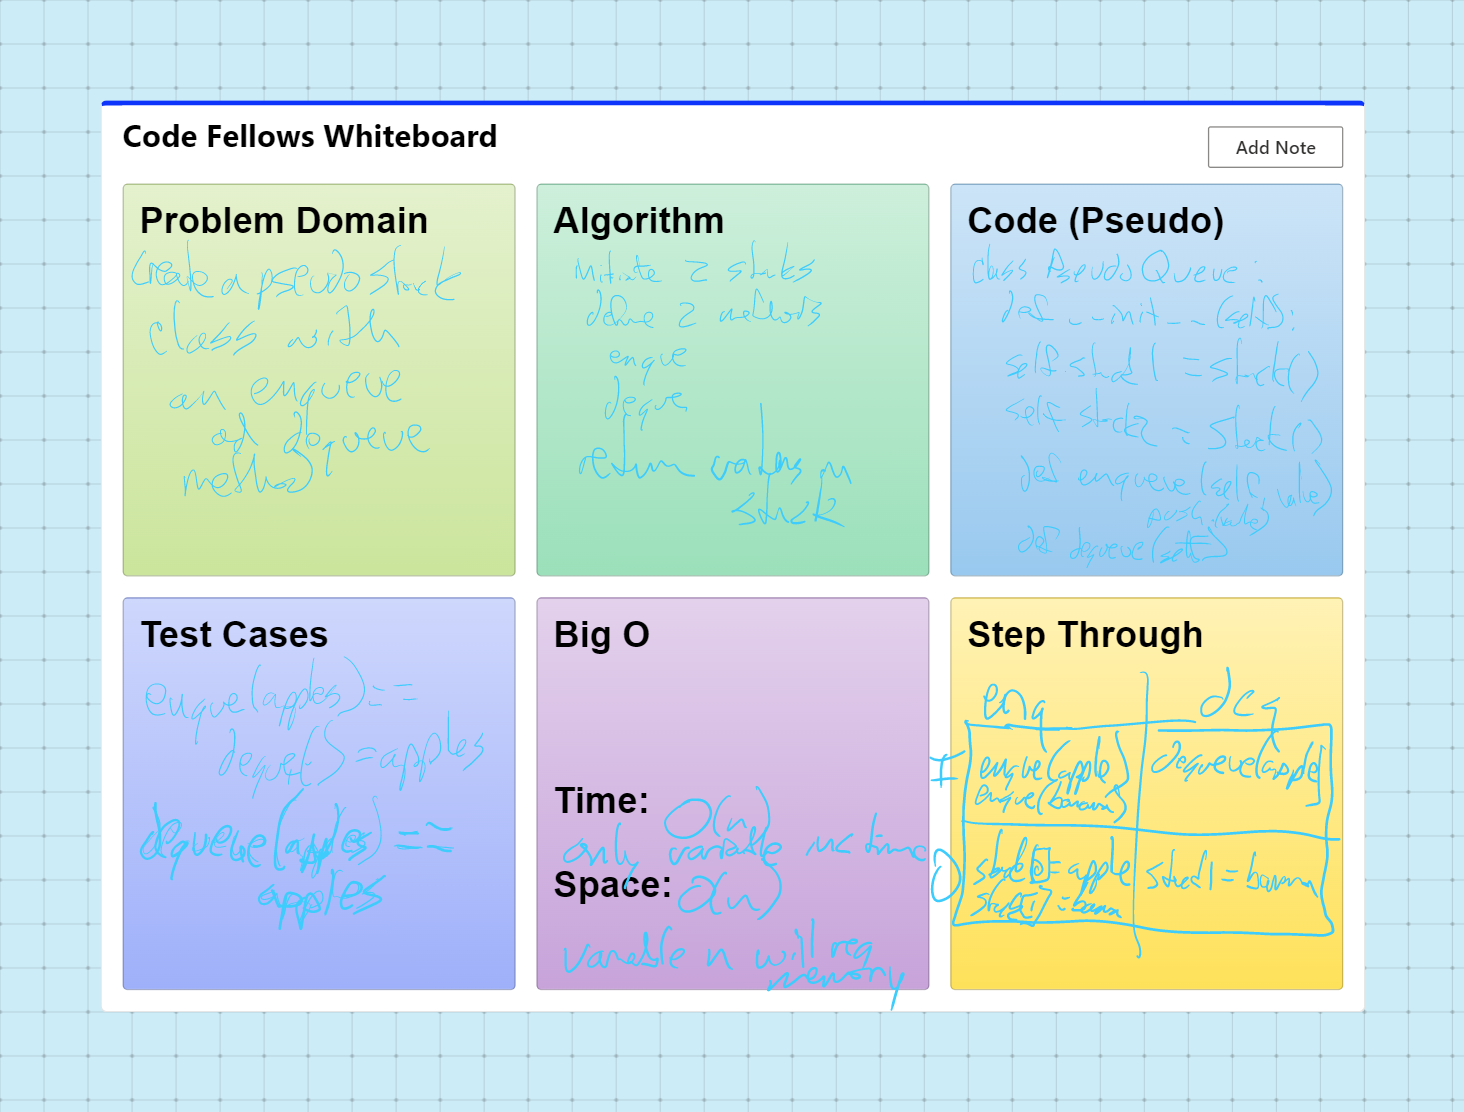 Code Fellows Whiteboard
Add Note
Problem Domain
Create a pseudo stack
class with
an enqueue
ad dequeue
method
Algorithm
initiate 2 stacks
define 2 methods
enque
deque
return values in
stack
Code (Pseudo)
class PseudoQueue:
def __init__(self):
self stack1 = stack()
self stack2 = Stack()
def enqueue(self, value)
push.(value)
def dequeue(self)
Test Cases
enque(apples)==
deque()=apples
dequeue(apples)==
apples
Big O
Time: O(n)
only variable inc time
Space: O(n)
variable n will req
memory
Step Through
enq deq
I enque(apple) dequeue(apple)
enque(banana)
O stack[0]=apple stack1=banana
stack[1]=banana